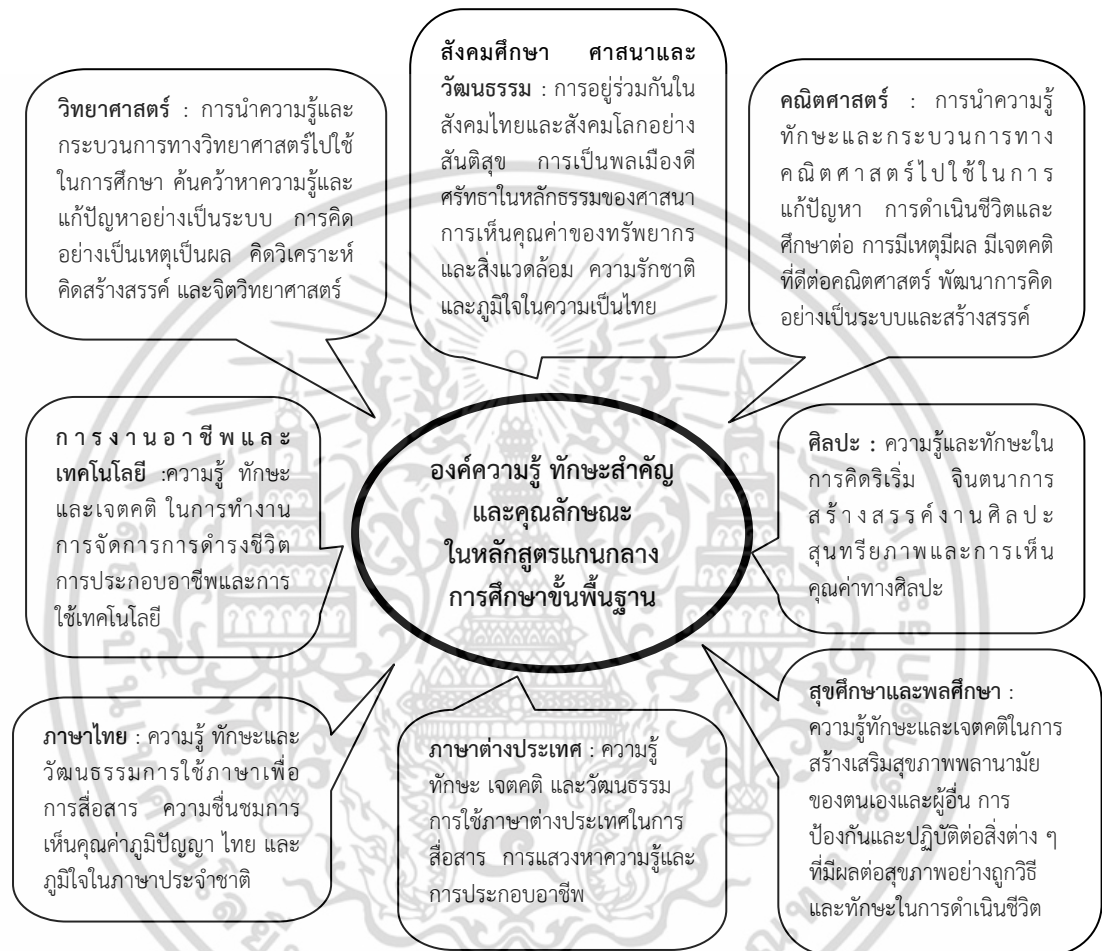 สังคมศึกษา ศาสนาและ
วัฒนธรรม : การอยู่ร่วมกันใน
สังคมไทยและสังคมโลกอย่าง
สันติสุข การเป็นพลเมืองดี
ศรัทธาในหลักธรรมของศาสนา
การเห็นคุณค่าของทรัพยากร
และสิ่งแวดล้อม ความรักชาติ
และภูมิใจในความเป็นไทย
วิทยาศาสตร์ : การนำความรู้และ
กระบวนการทางวิทยาศาสตร์ไปใช้
ในการศึกษา ค้นคว้าหาความรู้และ
แก้ปัญหาอย่างเป็นระบบ การคิด
อย่างเป็นเหตุเป็นผล คิดวิเคราะห์
คิดสร้างสรรค์ และจิตวิทยาศาสตร์
คณิตศาสตร์ : การนำความรู้
ทักษะและกระบวนการทาง
คณิตศาสตร์ไปใช้ในการ
แก้ปัญหา การดำเนินชีวิตและ
ศึกษาต่อ การมีเหตุมีผล มีเจตคติ
ที่ดีต่อคณิตศาสตร์ พัฒนาการคิด
อย่างเป็นระบบและสร้างสรรค์
การงานอาชีพและ
เทคโนโลยี :ความรู้ ทักษะ
และเจตคติ ในการทำงาน
การจัดการการดำรงชีวิต
การประกอบอาชีพและการ
ใช้เทคโนโลยี
องค์ความรู้ ทักษะสำคัญ
และคุณลักษณะ
ในหลักสูตรแกนกลาง
การศึกษาขั้นพื้นฐาน
ศิลปะ : ความรู้และทักษะใน
การคิดริเริ่ม จินตนาการ
สร้างสรรค์งานศิลปะ
สุนทรียภาพและการเห็น
คุณค่าทางศิลปะ
ภาษาไทย : ความรู้ ทักษะและ
วัฒนธรรมการใช้ภาษาเพื่อ
การสื่อสาร ความชื่นชมการ
เห็นคุณค่าภูมิปัญญา ไทย และ
ภูมิใจในภาษาประจำชาติ
ภาษาต่างประเทศ : ความรู้
ทักษะ เจตคติ และวัฒนธรรม
การใช้ภาษาต่างประเทศในการ
สื่อสาร การแสวงหาความรู้และ
การประกอบอาชีพ
สุขศึกษาและพลศึกษา :
ความรู้ทักษะและเจตคติในการ
สร้างเสริมสุขภาพพลานามัย
ของตนเองและผู้อื่น การ
ป้องกันและปฏิบัติต่อสิ่งต่าง ๆ
ที่มีผลต่อสุขภาพอย่างถูกวิธี
และทักษะในการดำเนินชีวิต